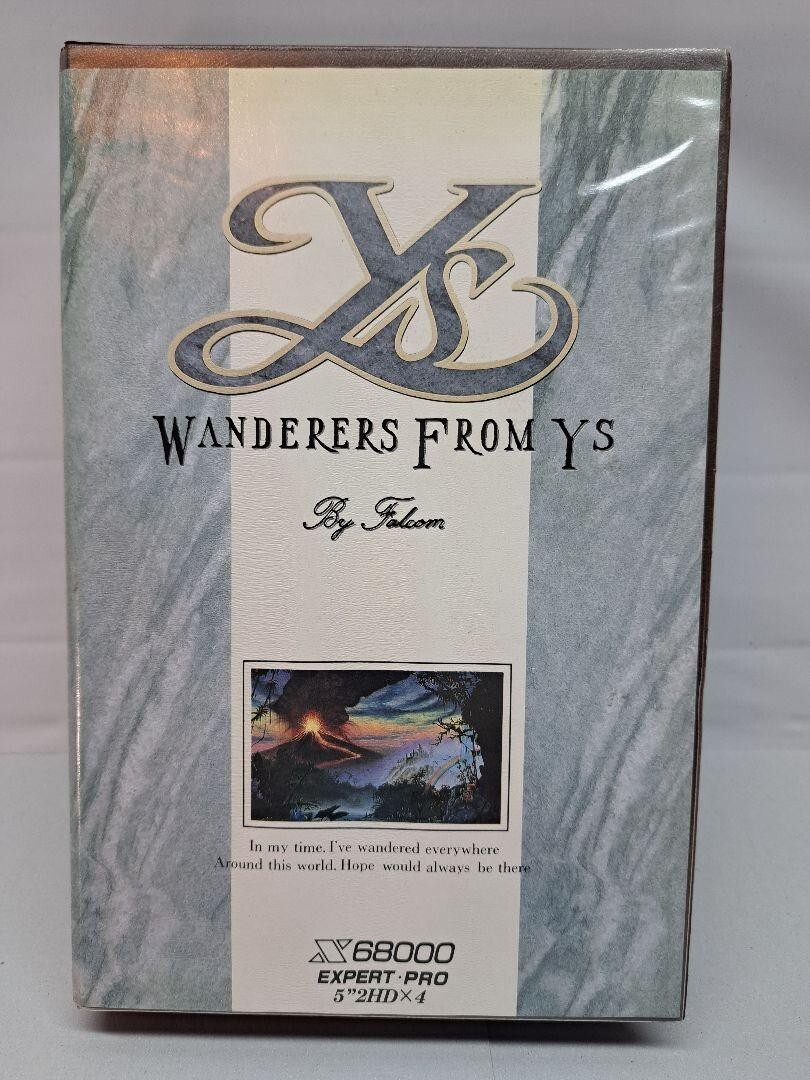 Ys
WANDERERS FROM YS
By Falcom
In my time. I've wandered everywhere
Around this world. Hope would always be there
X68000
EXPERT·PRO
5"2HD×4